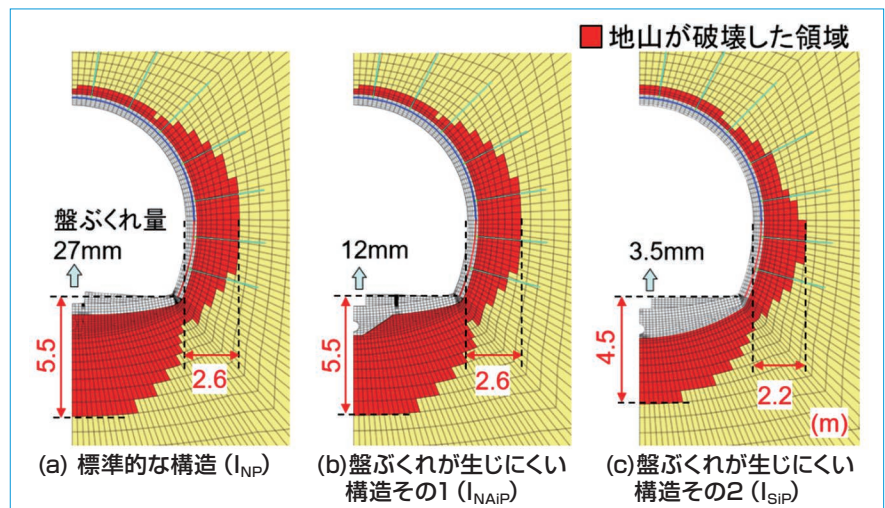 ■地山が破壊した領域
盤ぶくれ量
27mm
5.5
2.6
12mm
5.5
2.6
3.5mm
4.5
2.2
(m)
(a) 標準的な構造(INP)
(b)盤ぶくれが生じにくい
構造その1(INAiP)
(c)盤ぶくれが生じにくい
構造その2(ISiP)